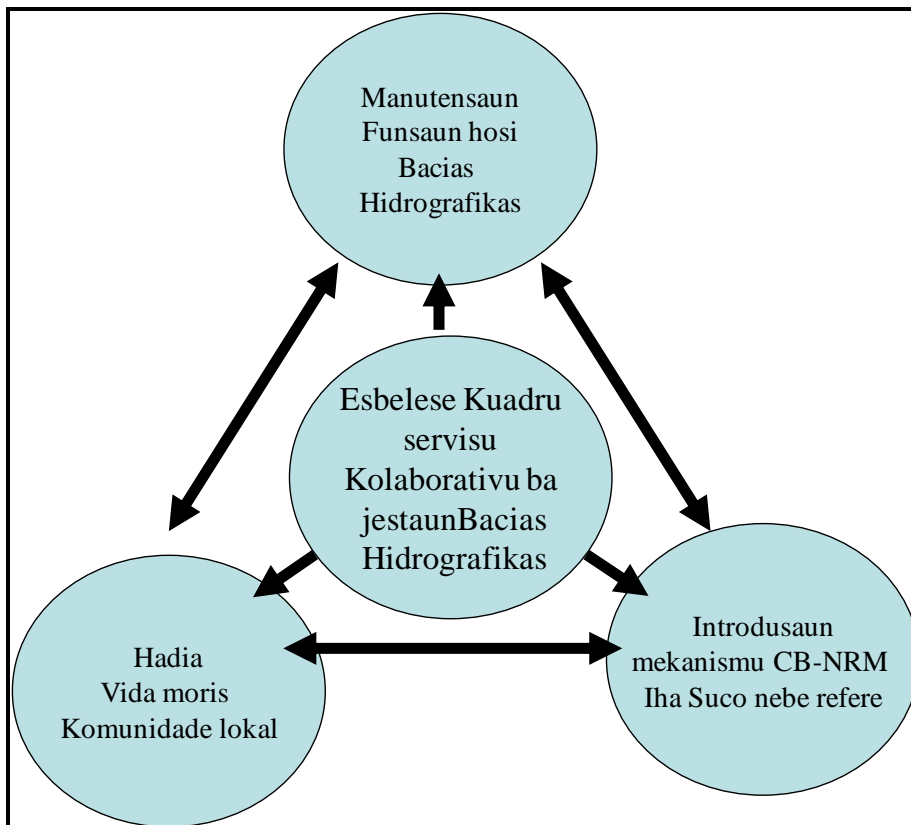 Manutensaun
Funsaun hosi
Bacias
Hidrografikas
Esbelese Kuadru
servisu
Kolaborativu ba
jestaunBacias
Hidrografikas
Hadia
Vida moris
Komunidade lokal
Introdusaun
mekanismu CB-NRM
Iha Suco nebe refere